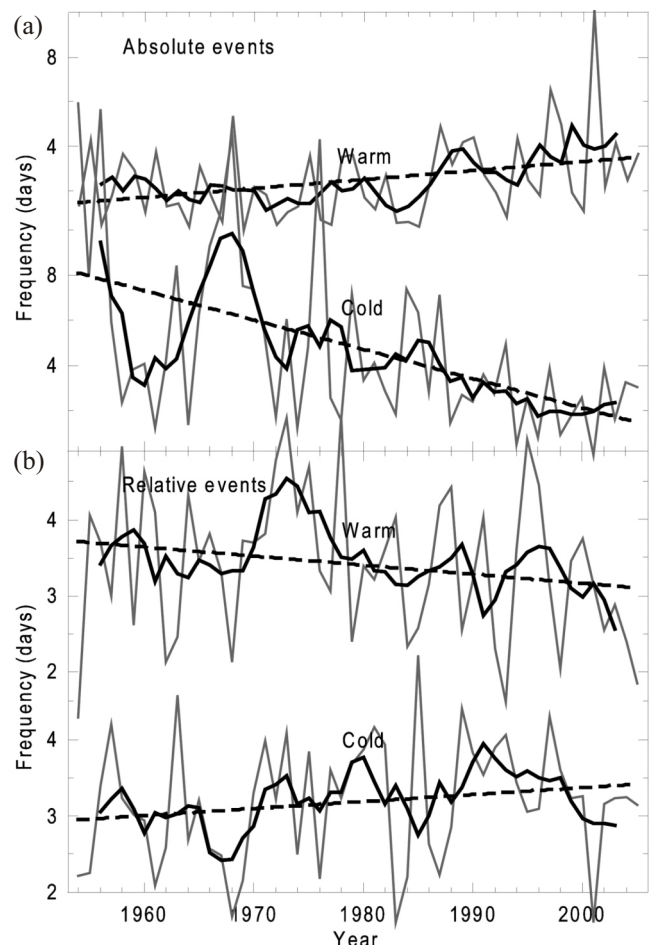 (a)
Absolute events
8
Warm
4
Frequency (days)
8
Cold
4
(b)
Relative events
4
Warm
3
Frequency (days)
2
4
Cold
3
2
1960 1970 1980 1990 2000
Year